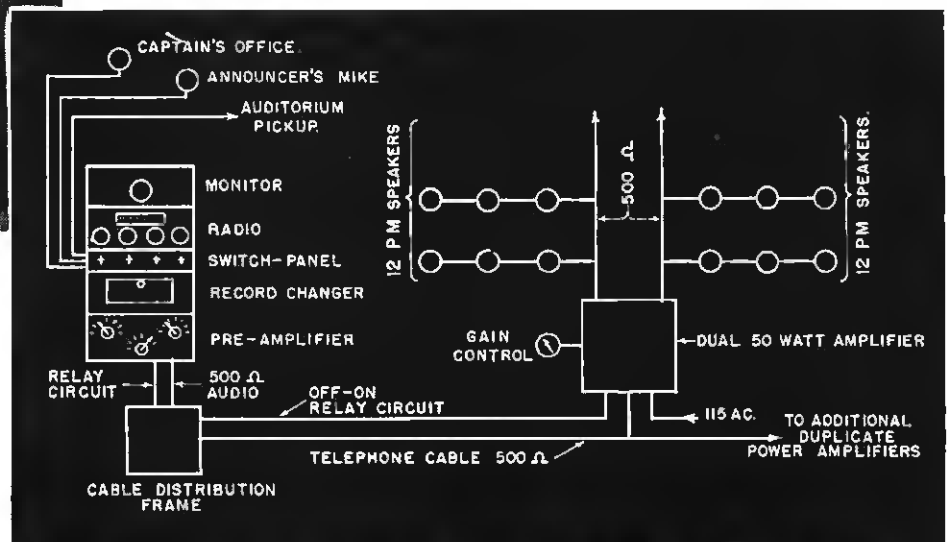 CAPTAIN'S OFFICE.
ANNOUNCER'S MIKE
AUDITORIUM
PICKUP.
MONITOR
RADIO
SWITCH-PANEL
RECORD CHANGER
PRE-AMPLIFIER
RELAY
CIRCUIT
500 Ω
AUDIO
OFF-ON
RELAY CIRCUIT
TELEPHONE CABLE 500 Ω
CABLE DISTRIBUTION
FRAME
12 PM SPEAKERS
500 Ω
12 PM SPEAKERS.
GAIN
CONTROL
DUAL 50 WATT AMPLIFIER
115 AC.
TO ADDITIONAL
DUPLICATE
POWER AMPLIFIERS